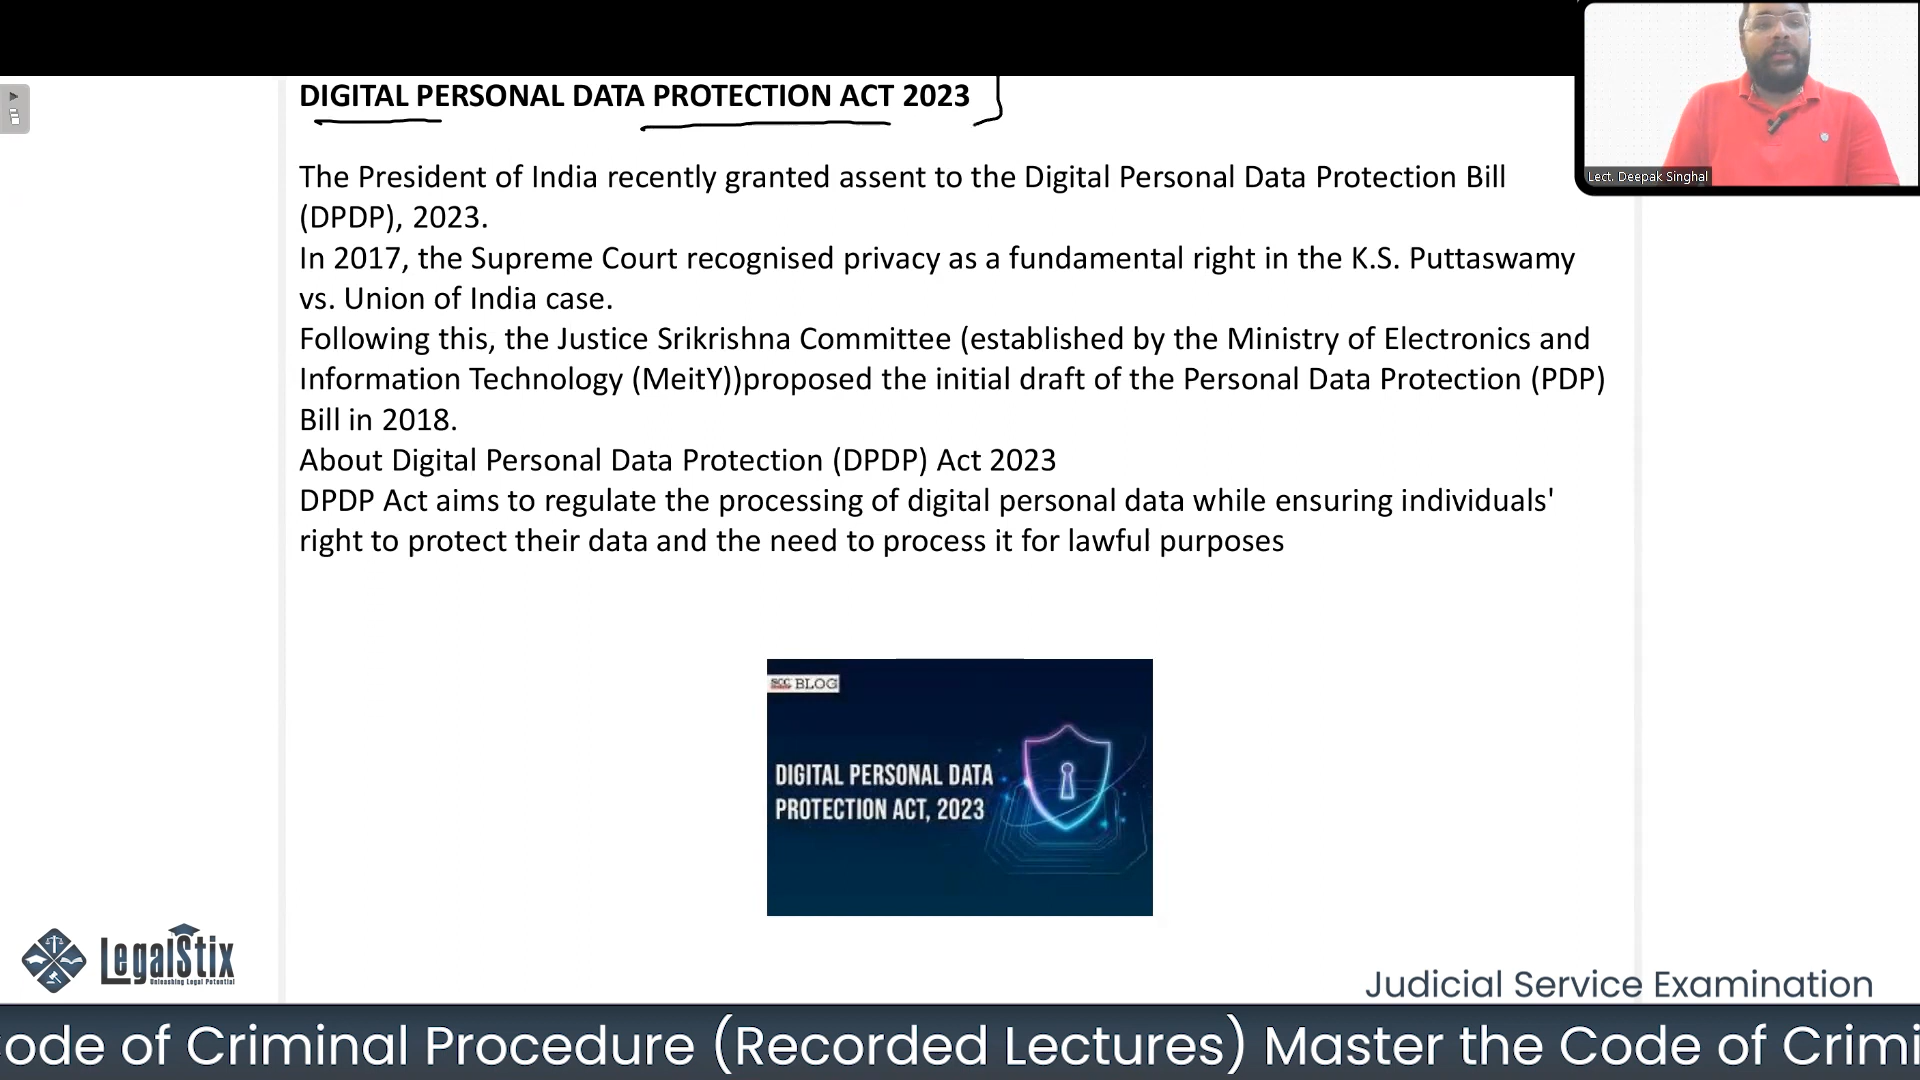 DIGITAL PERSONAL DATA PROTECTION ACT 2023
Lect. Deepak Singhal
The President of India recently granted assent to the Digital Personal Data Protection Bill
(DPDP), 2023.
In 2017, the Supreme Court recognised privacy as a fundamental right in the K.S. Puttaswamy
vs. Union of India case.
Following this, the Justice Srikrishna Committee (established by the Ministry of Electronics and
Information Technology (MeitY))proposed the initial draft of the Personal Data Protection (PDP)
Bill in 2018.
About Digital Personal Data Protection (DPDP) Act 2023
DPDP Act aims to regulate the processing of digital personal data while ensuring individuals'
right to protect their data and the need to process it for lawful purposes
SCC BLOG
DIGITAL PERSONAL DATA
PROTECTION ACT, 2023
LegalStix
Unleashing Legal Potential
Judicial Service Examination
ode of Criminal Procedure (Recorded Lectures) Master the Code of Crimi